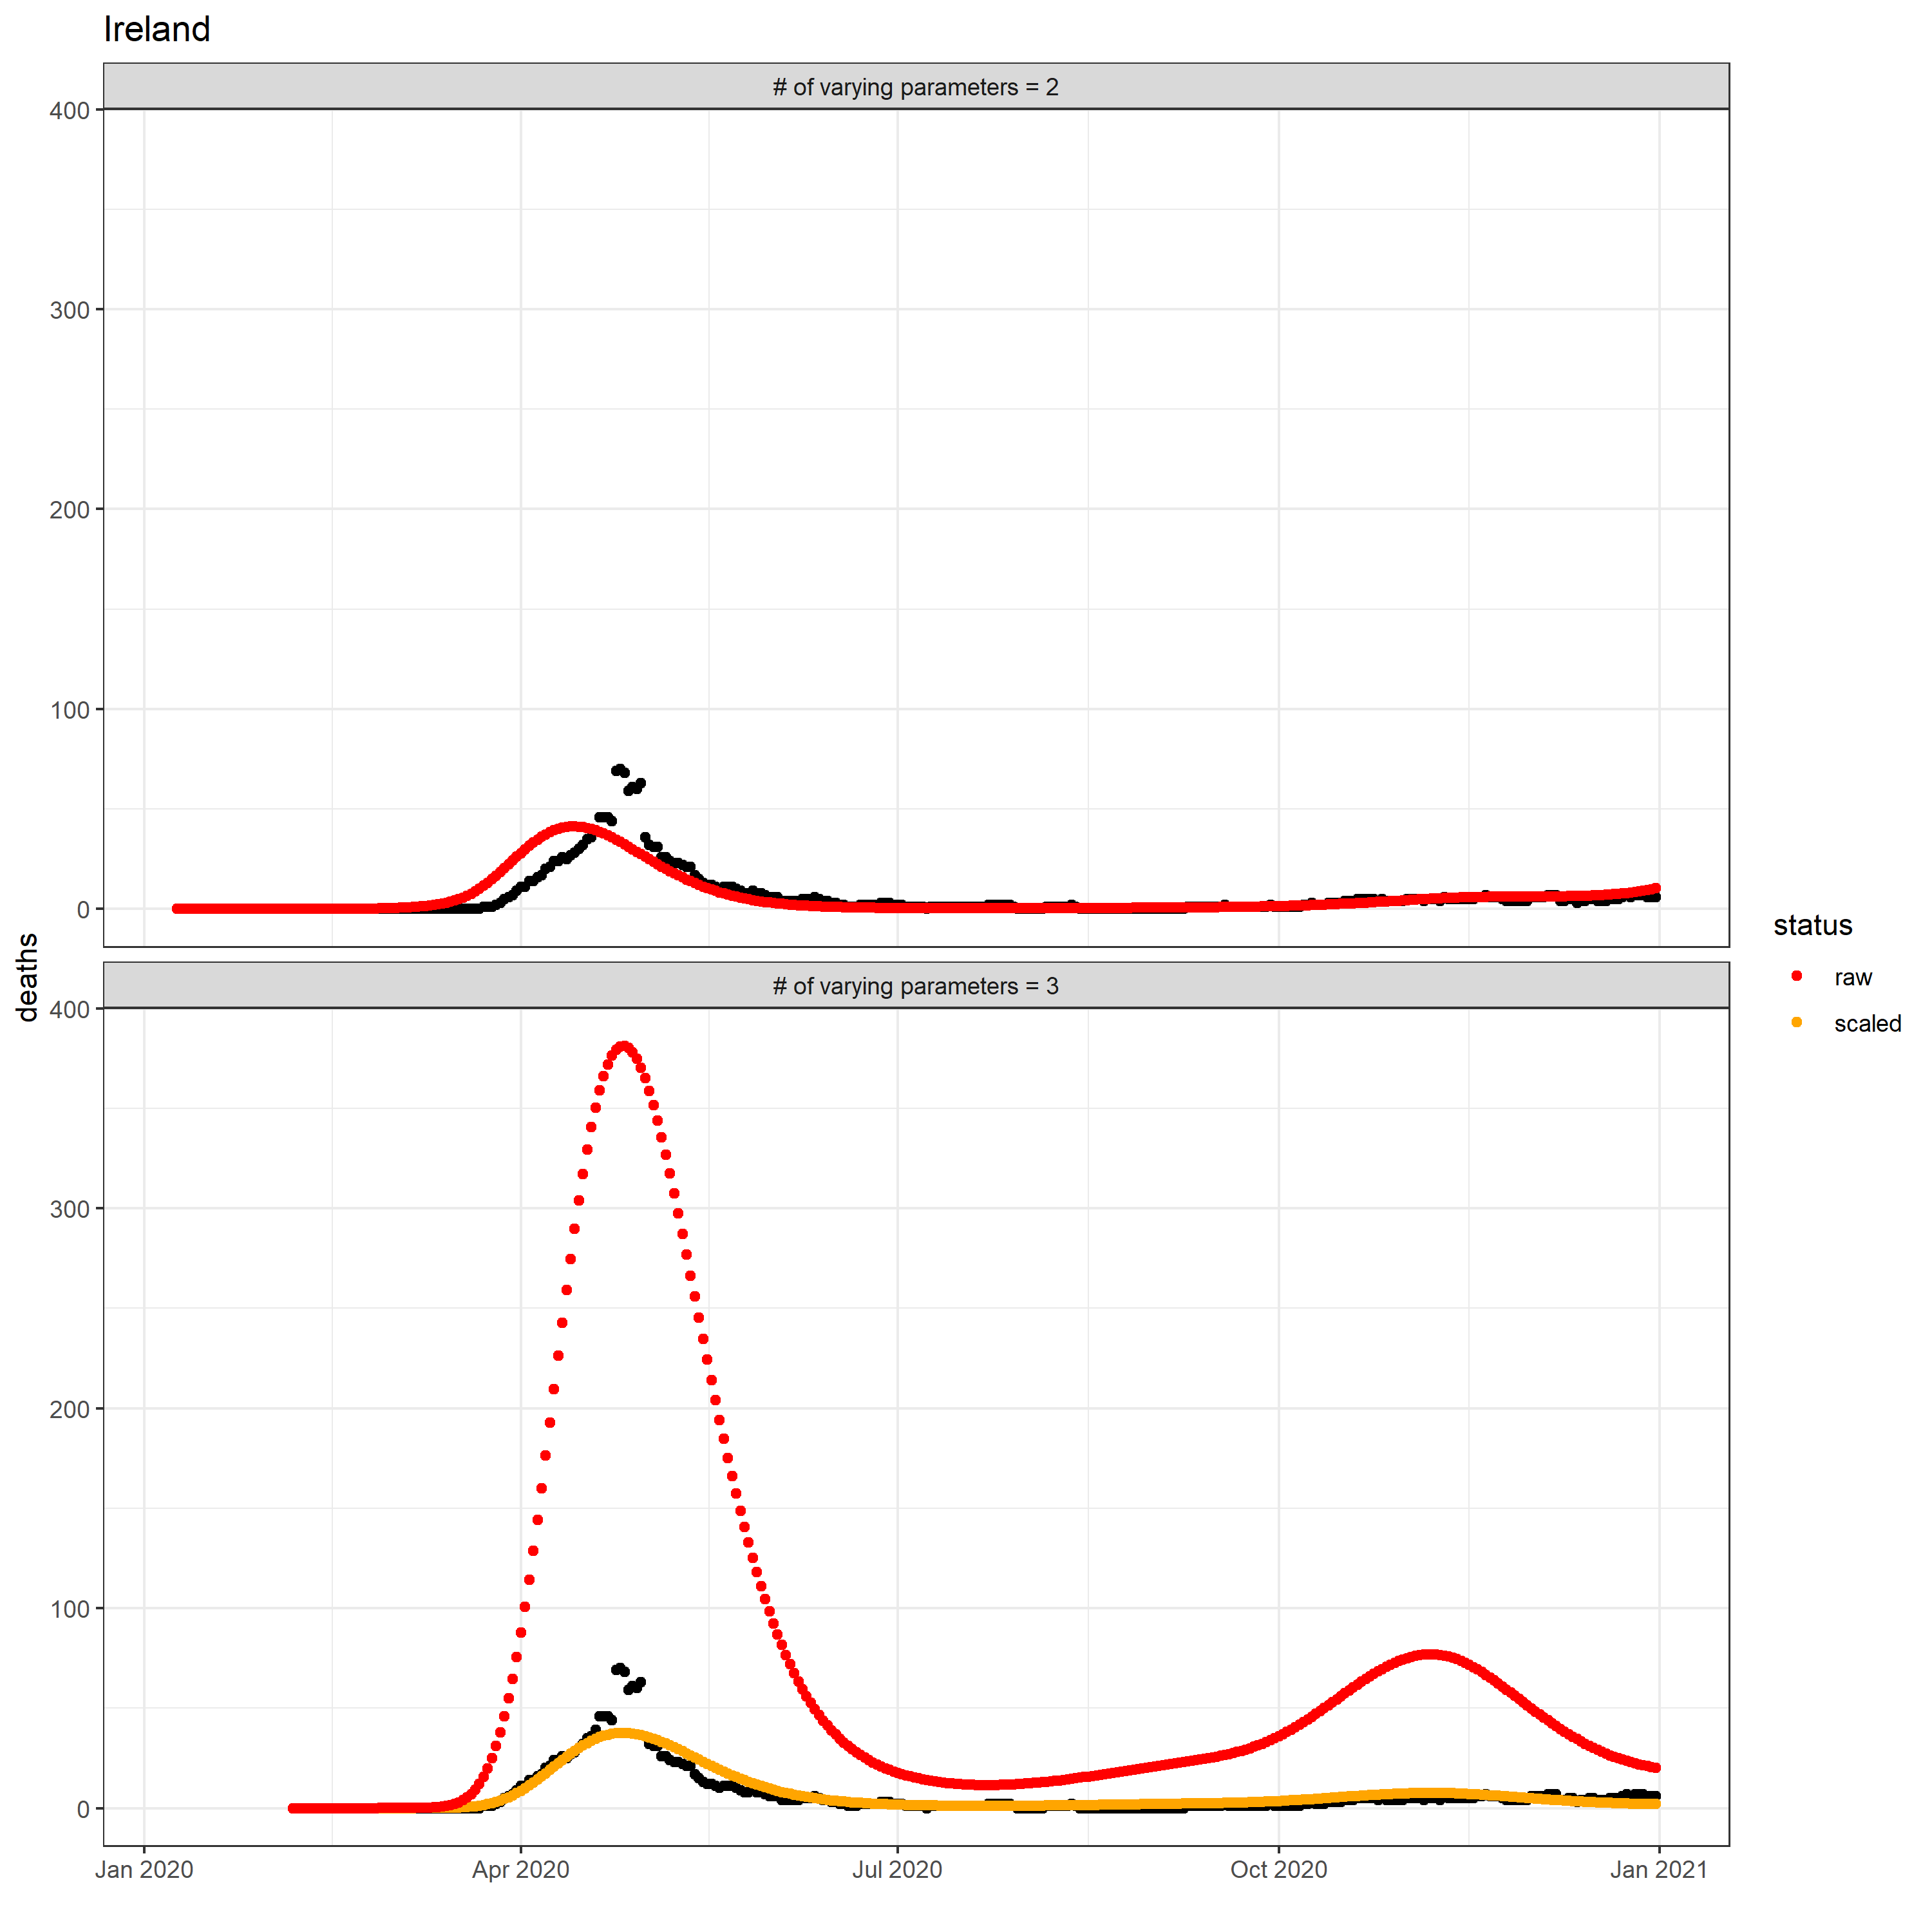 Ireland
# of varying parameters = 2
400
300
200
100
0
deaths
# of varying parameters = 3
400
300
200
100
0
Jan 2020
Apr 2020
Jul 2020
Oct 2020
Jan 2021
status
raw
scaled